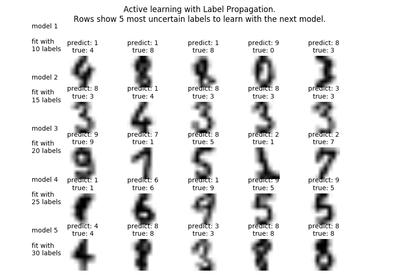 Active learning with Label Propagation.
Rows show 5 most uncertain labels to learn with the next model.
model 1
fit with
10 labels
predict: 1 predict: 1 predict: 1 predict: 9 predict: 8
true: 4 true: 8 true: 8 true: 0 true: 3
model 2
fit with
15 labels
predict: 8 predict: 1 predict: 8 predict: 8 predict: 3
true: 3 true: 4 true: 3 true: 3 true: 3
model 3
fit with
20 labels
predict: 9 predict: 7 predict: 8 predict: 2 predict: 2
true: 9 true: 1 true: 5 true: 1 true: 7
model 4
fit with
25 labels
predict: 1 predict: 6 predict: 1 predict: 9 predict: 9
true: 1 true: 6 true: 9 true: 5 true: 5
model 5
fit with
30 labels
predict: 4 predict: 8 predict: 3 predict: 8 predict: 8
true: 4 true: 8 true: 3 true: 8 true: 8